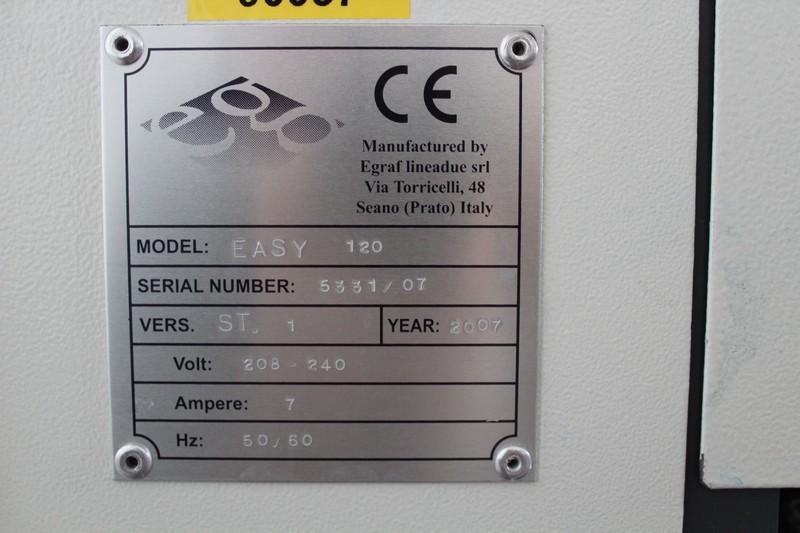 ego
CE
Manufactured by
Egraf lineadue srl
Via Torricelli, 48
Seano (Prato) Italy
MODEL: EASY 120
SERIAL NUMBER: 5331/07
VERS. ST. 1 YEAR: 2007
Volt: 208-240
Ampere: 7
Hz: 50/60